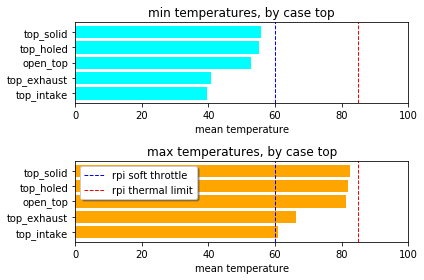 min temperatures, by case top
top_solid
top_holed
open_top
top_exhaust
top_intake
0 20 40 60 80 100
mean temperature
max temperatures, by case top
top_solid
top_holed
open_top
top_exhaust
top_intake
rpi soft throttle
rpi thermal limit
0 20 40 60 80 100
mean temperature